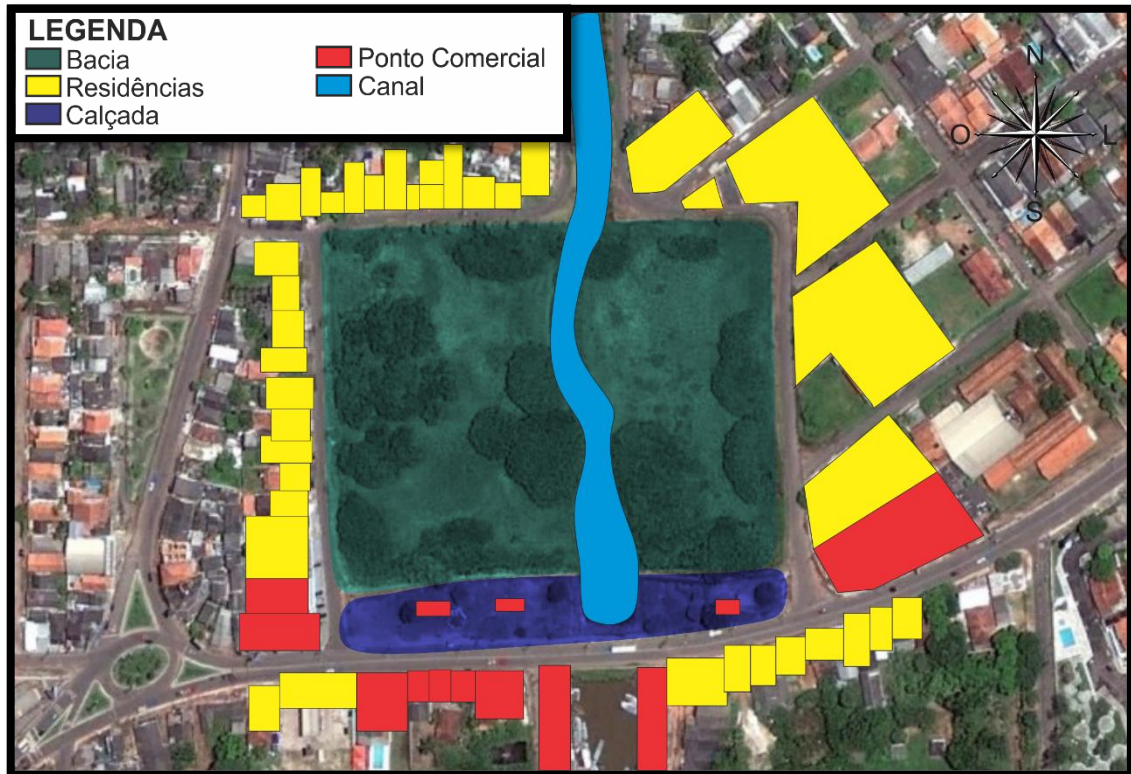 LEGENDA
Bacia
Residências
Calçada
Ponto Comercial
Canal
N
O
L
S